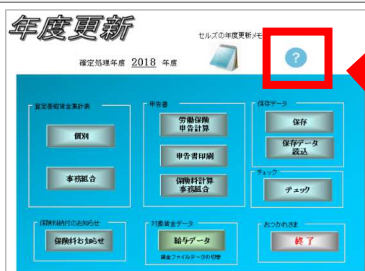 年度更新
セルズの年度更新メモ
確定処理年度 2018 年度
?
算定基礎賃金集計表
個別
事務組合
申告書
労働保険
申告計算
申告書印刷
保険料計算
事務組合
保存データ
保存
保存データ
読込
チェック
チェック
保険料納付のお知らせ
保険料お知らせ
対象賃金データ
給与データ
賃金ファイルデータの切替
おつかれさま
終了